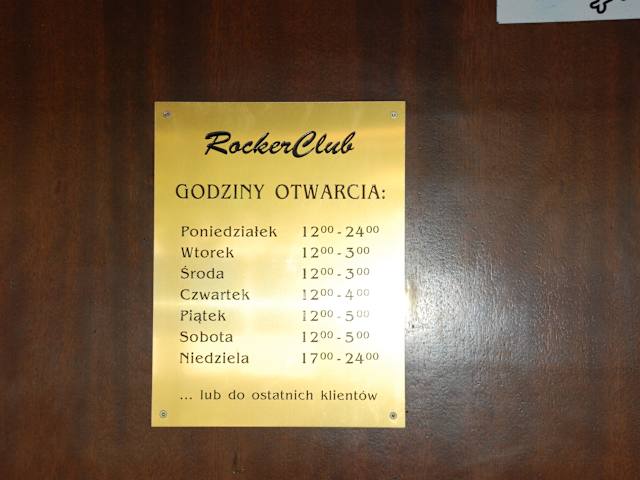 RockerClub
GODZINY OTWARCIA:
Poniedziałek 12⁰⁰-24⁰⁰
Wtorek 12⁰⁰-3⁰⁰
Środa 12⁰⁰-3⁰⁰
Czwartek 12⁰⁰-4⁰⁰
Piątek 12⁰⁰-5⁰⁰
Sobota 12⁰⁰-5⁰⁰
Niedziela 17⁰⁰-24⁰⁰
... lub do ostatnich klientów